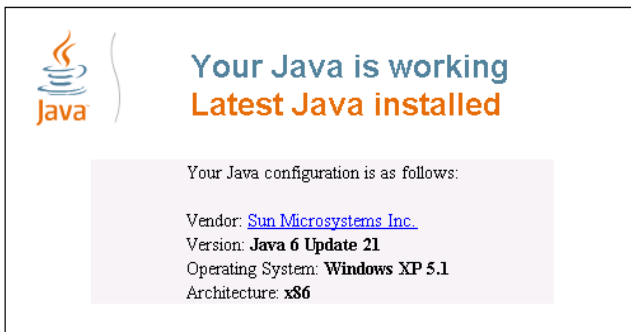 Java
Your Java is working
Latest Java installed
Your Java configuration is as follows:
Vendor: Sun Microsystems Inc.
Version: Java 6 Update 21
Operating System: Windows XP 5.1
Architecture: x86